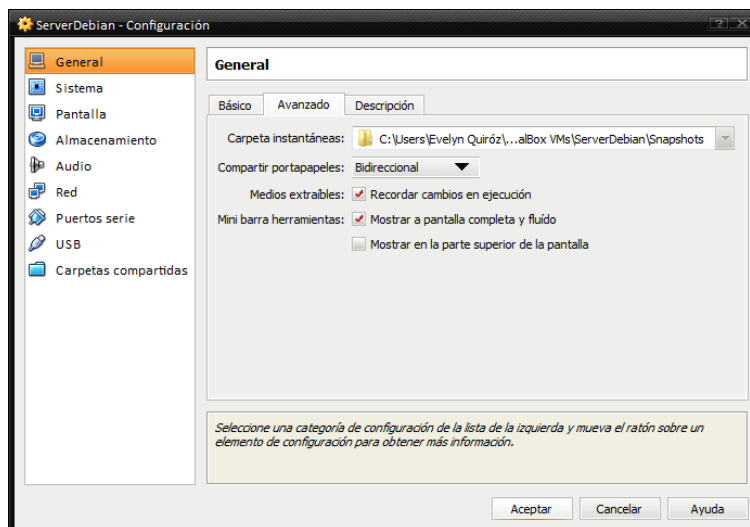 ServerDebian - Configuración
General
Sistema
Pantalla
Almacenamiento
Audio
Red
Puertos serie
USB
Carpetas compartidas
General
Básico Avanzado Descripción
Carpeta instantáneas: C:\Users\Evelyn Quiróz\...alBox VMs\ServerDebian\Snapshots
Compartir portapapeles: Bidireccional
Medios extraíbles: Recordar cambios en ejecución
Mini barra herramientas: Mostrar a pantalla completa y fluído
Mostrar en la parte superior de la pantalla
Seleccione una categoría de configuración de la lista de la izquierda y mueva el ratón sobre un
elemento de configuración para obtener más información.
Aceptar Cancelar Ayuda